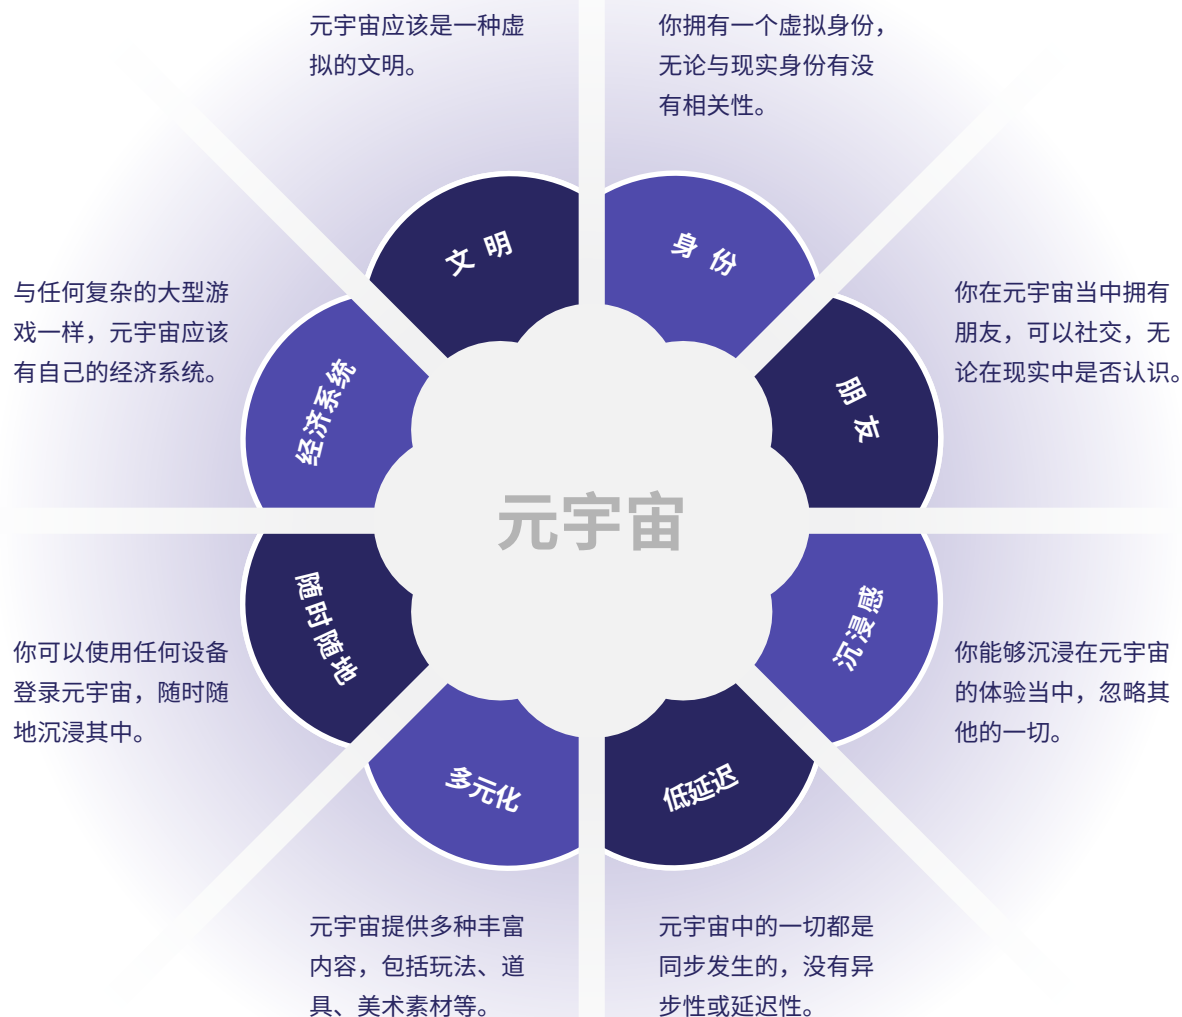 元宇宙应该是一种虚
拟的文明。
你拥有一个虚拟身份，
无论与现实身份有没
有相关性。
文 明
身 份
与任何复杂的大型游
戏一样，元宇宙应该
有自己的经济系统。
经济系统
朋 友
你在元宇宙当中拥有
朋友，可以社交，无
论在现实中是否认识。
元宇宙
你可以使用任何设备
登录元宇宙，随时随
地沉浸其中。
随时随地
沉浸感
你能够沉浸在元宇宙
的体验当中，忽略其
他的一切。
多元化
低延迟
元宇宙提供多种丰富
内容，包括玩法、道
具、美术素材等。
元宇宙中的一切都是
同步发生的，没有异
步性或延迟性。